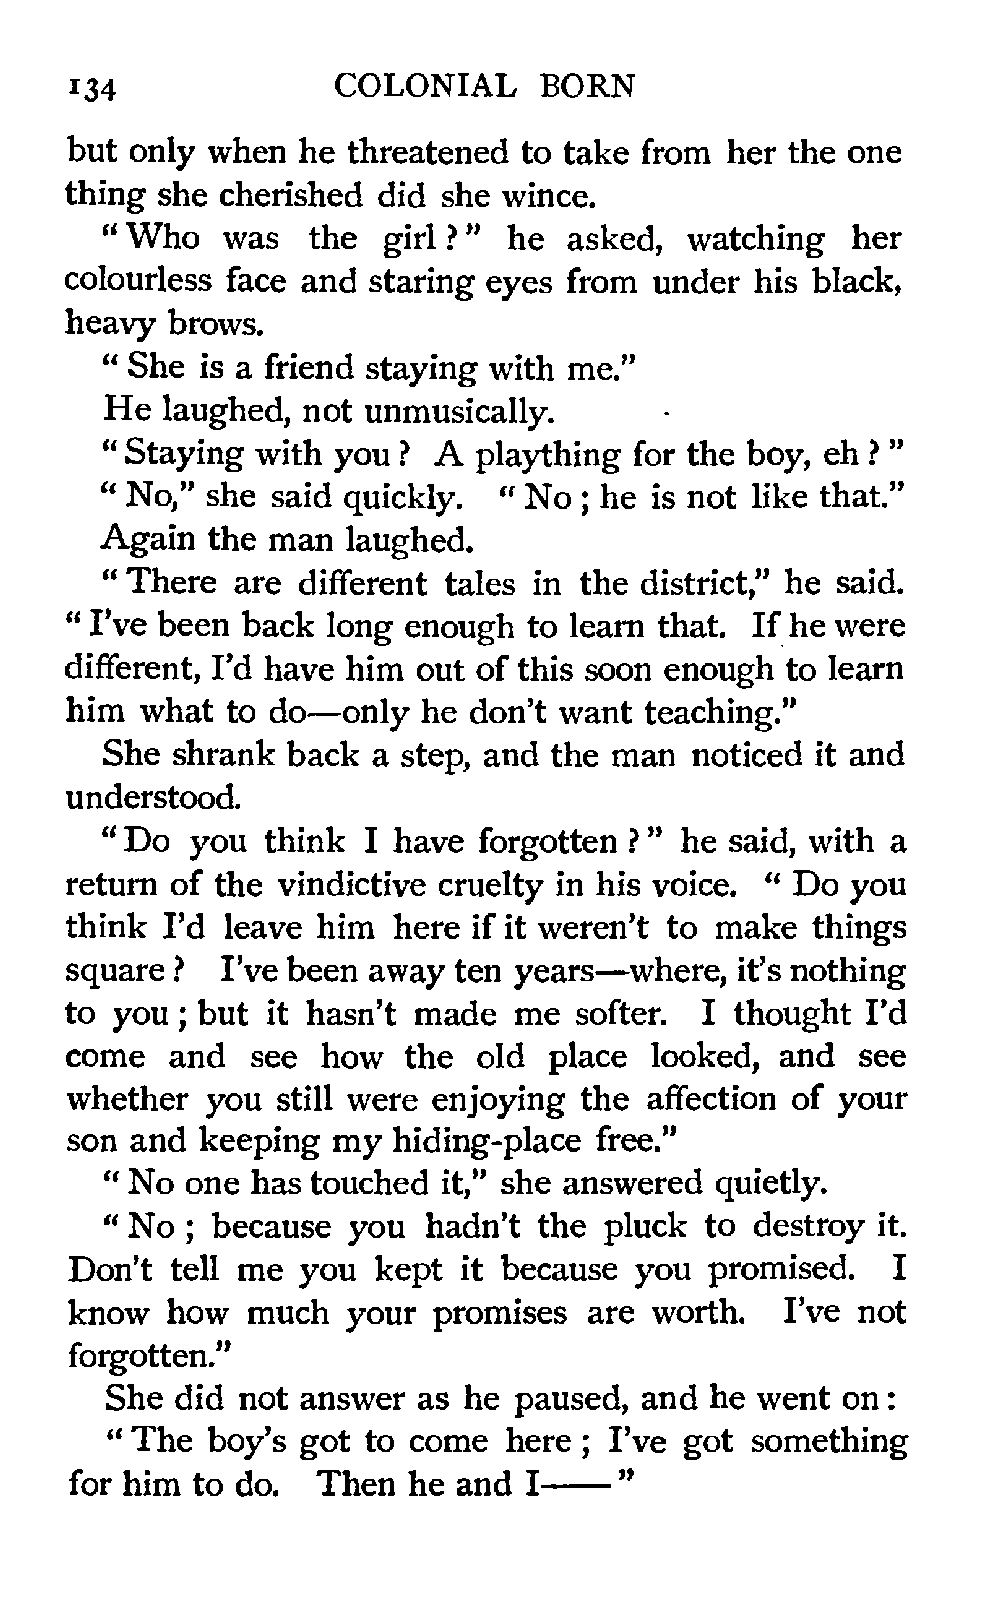 134 COLONIAL BORN
but only when he threatened to take from her the one
thing she cherished did she wince.
“Who was the girl?” he asked, watching her
colourless face and staring eyes from under his black,
heavy brows.
“She is a friend staying with me.”
He laughed, not unmusically.
“Staying with you? A plaything for the boy, eh?”
“No,” she said quickly. “No; he is not like that.”
Again the man laughed.
“There are different tales in the district,” he said.
“I've been back long enough to learn that. If he were
different, I'd have him out of this soon enough to learn
him what to do—only he don't want teaching.”
She shrank back a step, and the man noticed it and
understood.
“Do you think I have forgotten?” he said, with a
return of the vindictive cruelty in his voice. “Do you
think I'd leave him here if it weren't to make things
square? I've been away ten years—where, it's nothing
to you; but it hasn't made me softer. I thought I'd
come and see how the old place looked, and see
whether you still were enjoying the affection of your
son and keeping my hiding-place free.”
“No one has touched it,” she answered quietly.
“No; because you hadn't the pluck to destroy it.
Don't tell me you kept it because you promised. I
know how much your promises are worth. I've not
forgotten.”
She did not answer as he paused, and he went on:
“The boy's got to come here; I've got something
for him to do. Then he and I——”